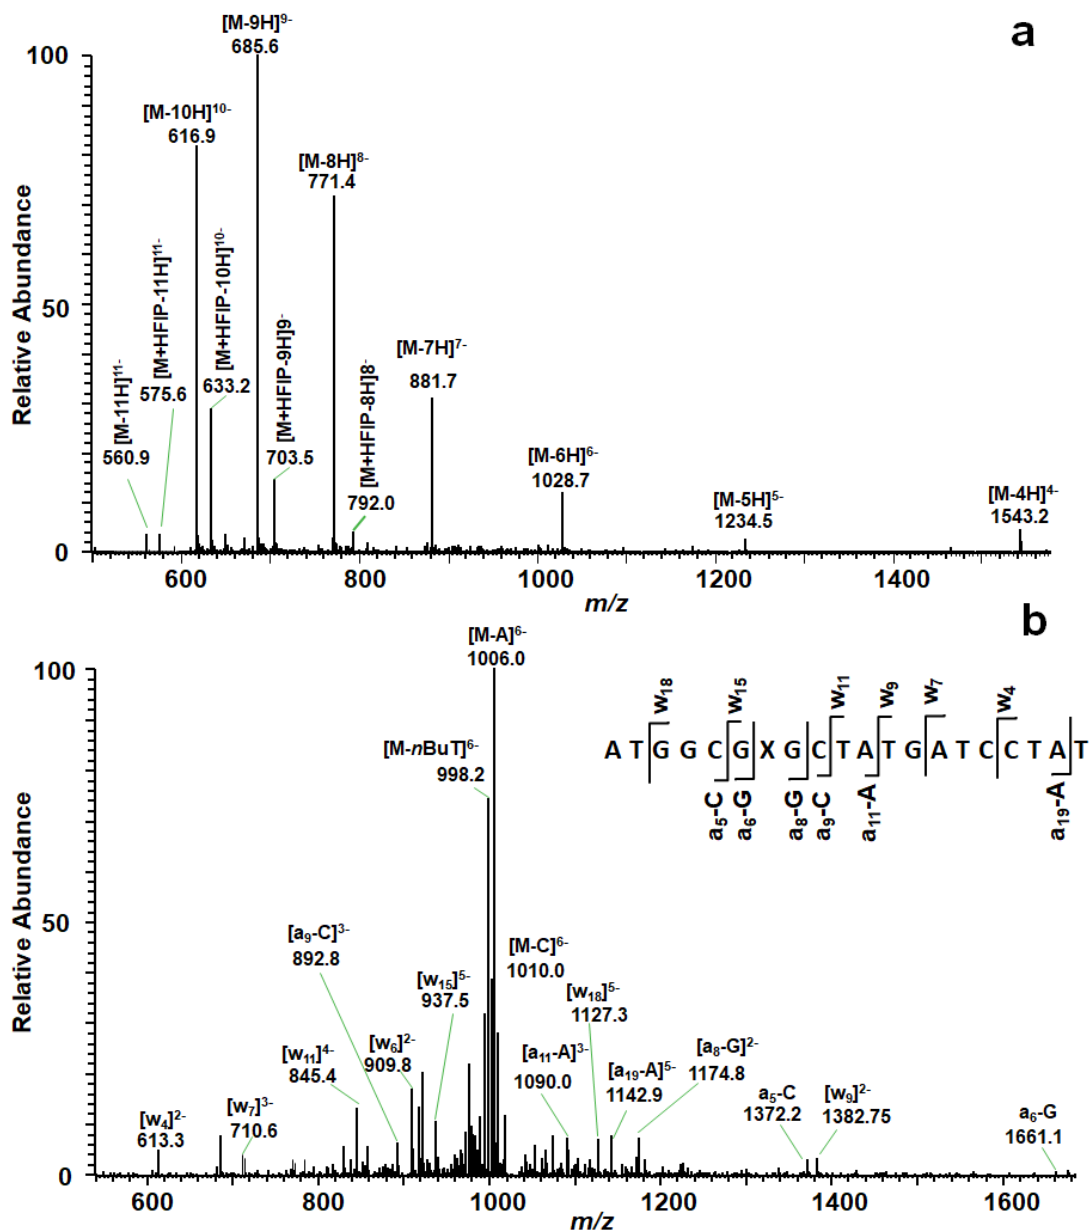 a
[M-9H]⁹⁻
685.6
[M-10H]¹⁰⁻
616.9
[M-8H]⁸⁻
771.4
[M-11H]¹¹⁻
560.9
[M+HFIP-11H]¹¹⁻
575.6
[M+HFIP-10H]¹⁰⁻
633.2
[M+HFIP-9H]9⁻
703.5
[M+HFIP-8H]8⁻
792.0
[M-7H]⁷⁻
881.7
[M-6H]⁶⁻
1028.7
[M-5H]⁵⁻
1234.5
[M-4H]⁴⁻
1543.2
Relative Abundance
100
50
0
600 800 1000 1200 1400
m/z
b
[M-A]⁶⁻
1006.0
[M-nBuT]⁶⁻
998.2
w₁₈ w₁₅ w₁₁ w₉ w₇ w₄
A T G G C G X G C T A T G A T C C T A T
a₅-C a₆-G a₈-G a₉-C a₁₁-A a₁₉-A
[a₉-C]³⁻
892.8
[w₁₅]⁵⁻
937.5
[M-C]⁶⁻
1010.0
[w₁₈]⁵⁻
1127.3
[w₁₁]⁴⁻
845.4
[w₆]²⁻
909.8
[a₁₁-A]³⁻
1090.0
[a₁₉-A]⁵⁻
1142.9
[a₈-G]²⁻
1174.8
[w₄]²⁻
613.3
[w₇]³⁻
710.6
a₅-C
1372.2
[w₉]²⁻
1382.75
a₆-G
1661.1
Relative Abundance
100
50
0
600 800 1000 1200 1400 1600
m/z